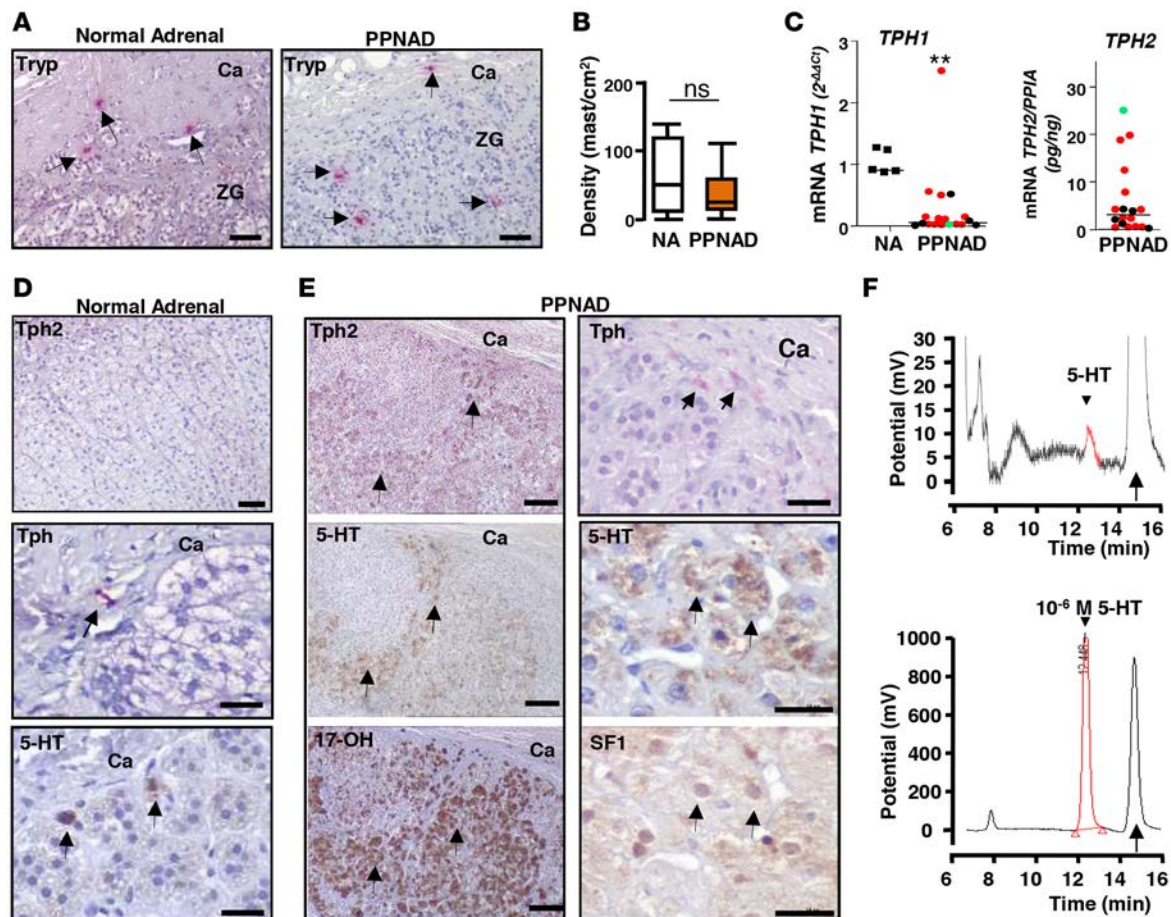 A
Normal Adrenal
PPNAD
Tryp
Ca
ZG
Tryp
Ca
ZG
B
Density (mast/cm²)
200
100
0
ns
NA PPNAD
C
TPH1
mRNA TPH1 (2^-ΔΔCt)
3
2
1
0
**
NA PPNAD
TPH2
mRNA TPH2/PPIA
(pg/ng)
30
20
10
0
PPNAD
D
Normal Adrenal
Tph2
Tph
Ca
5-HT
Ca
E
PPNAD
Tph2
Ca
Tph
Ca
5-HT
Ca
5-HT
17-OH
Ca
SF1
F
Potential (mV)
30
25
20
15
10
5
0
5-HT
6 8 10 12 14 16
Time (min)
10⁻⁶ M 5-HT
Potential (mV)
1000
800
600
400
200
0
6 8 10 12 14 16
Time (min)